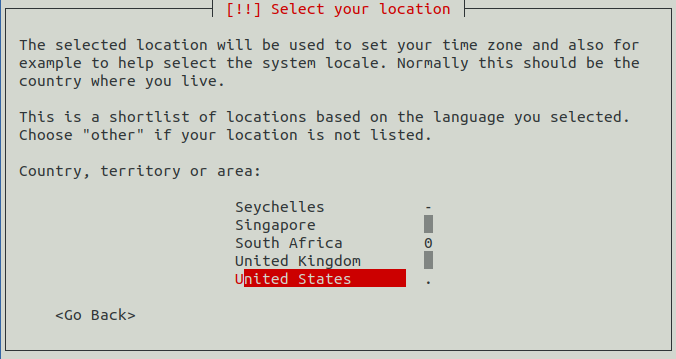 [!!] Select your location
The selected location will be used to set your time zone and also for
example to help select the system locale. Normally this should be the
country where you live.
This is a shortlist of locations based on the language you selected.
Choose "other" if your location is not listed.
Country, territory or area:
Seychelles -
Singapore
South Africa 0
United Kingdom
United States .
<Go Back>